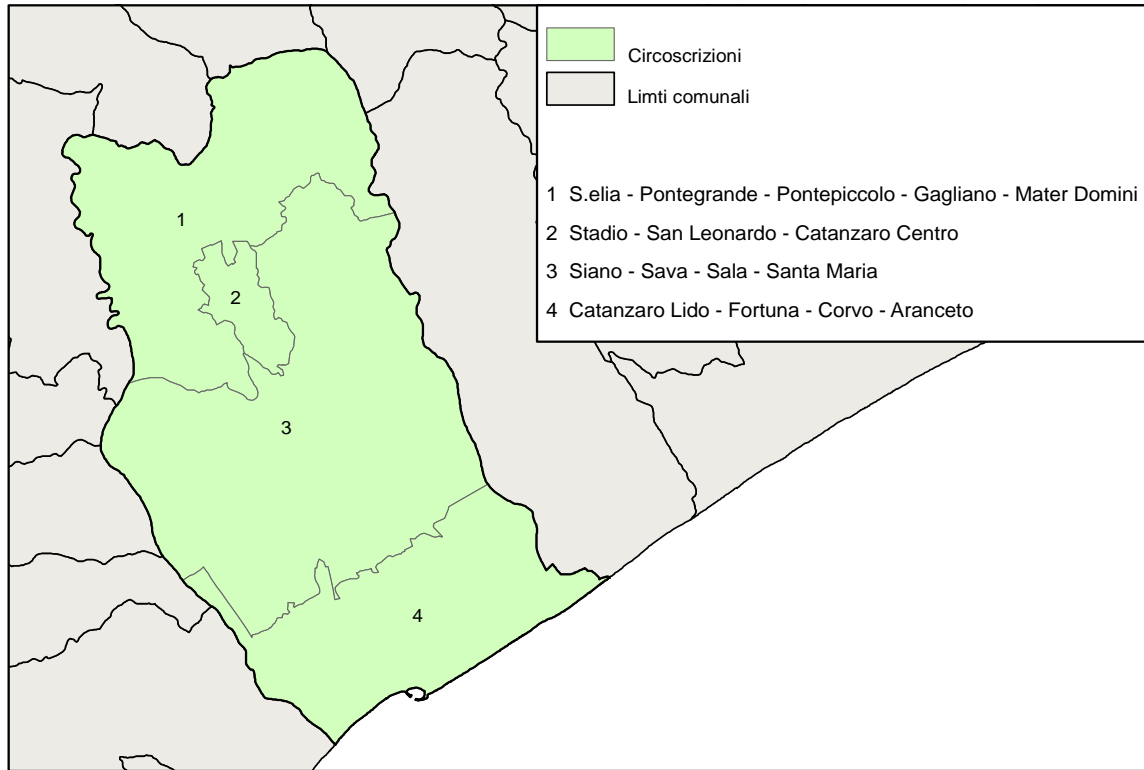 Circoscrizioni
Limti comunali
1 S.elia - Pontegrande - Pontepiccolo - Gagliano - Mater Domini
2 Stadio - San Leonardo - Catanzaro Centro
3 Siano - Sava - Sala - Santa Maria
4 Catanzaro Lido - Fortuna - Corvo - Aranceto
1
2
3
4